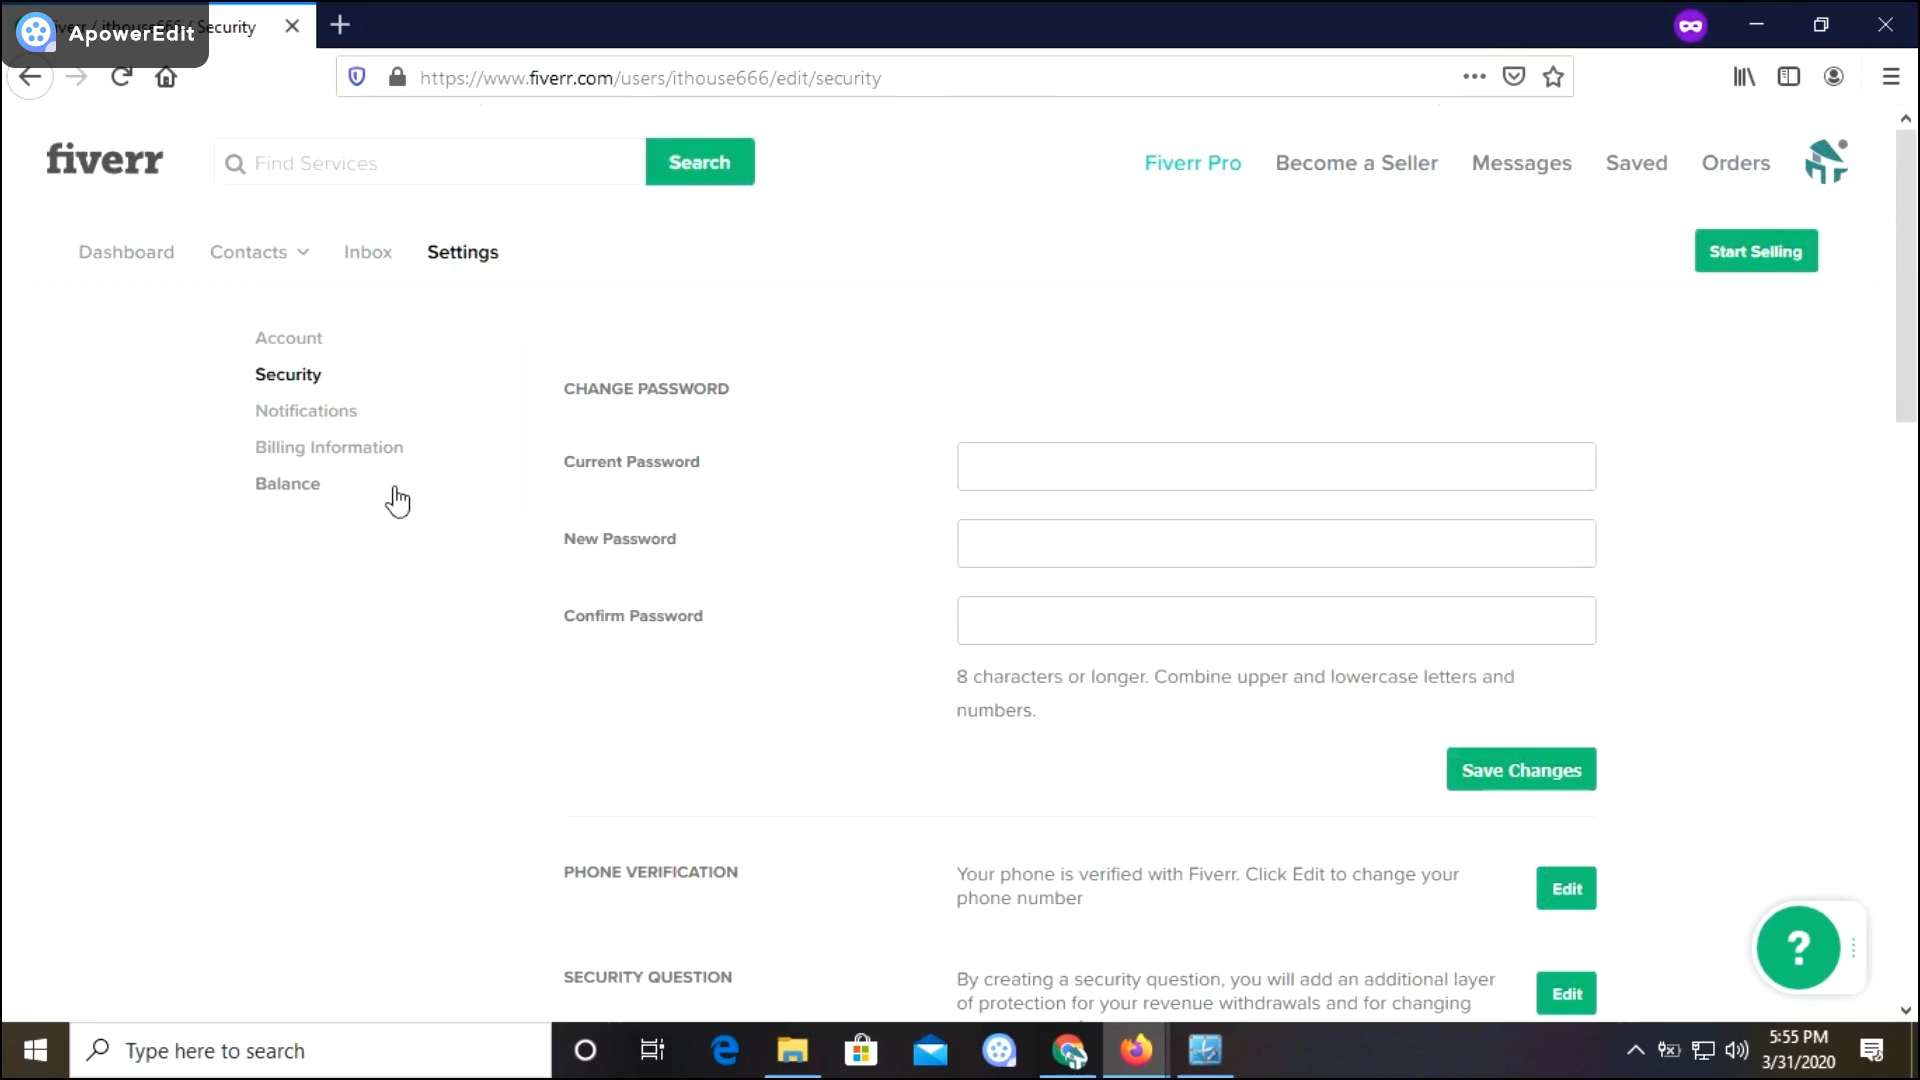 / Security
ApowerEdit
https://www.fiverr.com/users/ithouse666/edit/security
fiverr
Find Services
Search
Fiverr Pro
Become a Seller
Messages
Saved
Orders
Dashboard
Contacts
Inbox
Settings
Start Selling
Account
Security
Notifications
Billing Information
Balance
CHANGE PASSWORD
Current Password
New Password
Confirm Password
8 characters or longer. Combine upper and lowercase letters and
numbers.
Save Changes
PHONE VERIFICATION
Your phone is verified with Fiverr. Click Edit to change your
phone number
Edit
SECURITY QUESTION
By creating a security question, you will add an additional layer
of protection for your revenue withdrawals and for changing
Edit
?
Type here to search
5:55 PM
3/31/2020